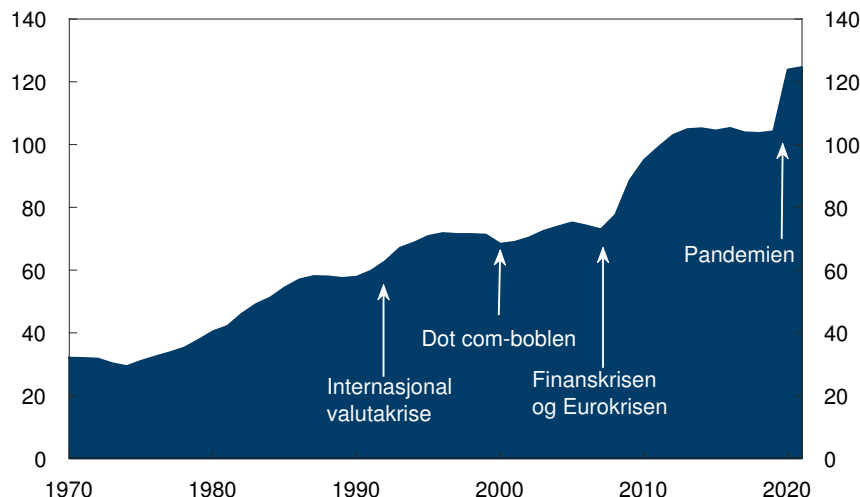 140 140
120 120
100 100
80 80
Pandemien
60 60
Dot com-boblen
40 40
Internasjonal
valutakrise
Finanskrisen
og Eurokrisen
20 20
0 0
1970 1980 1990 2000 2010 2020